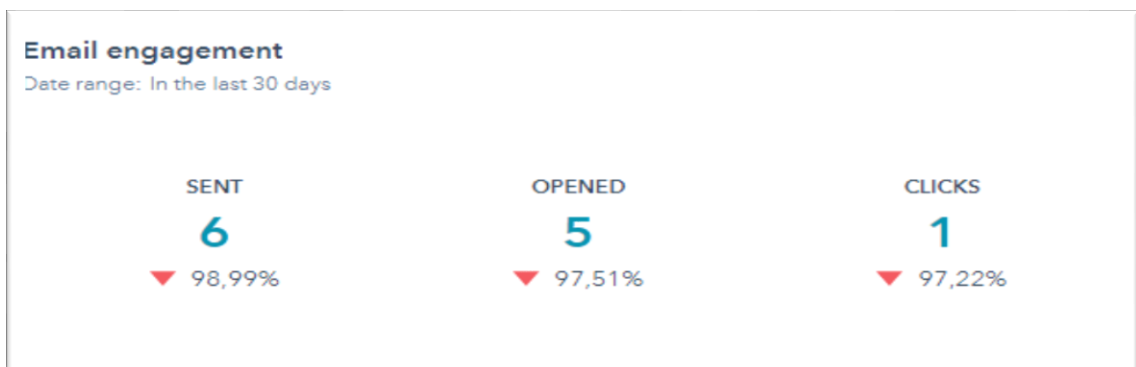 Email engagement
Date range: In the last 30 days
SENT OPENED CLICKS
6 5 1
▼ 98,99% ▼ 97,51% ▼ 97,22%